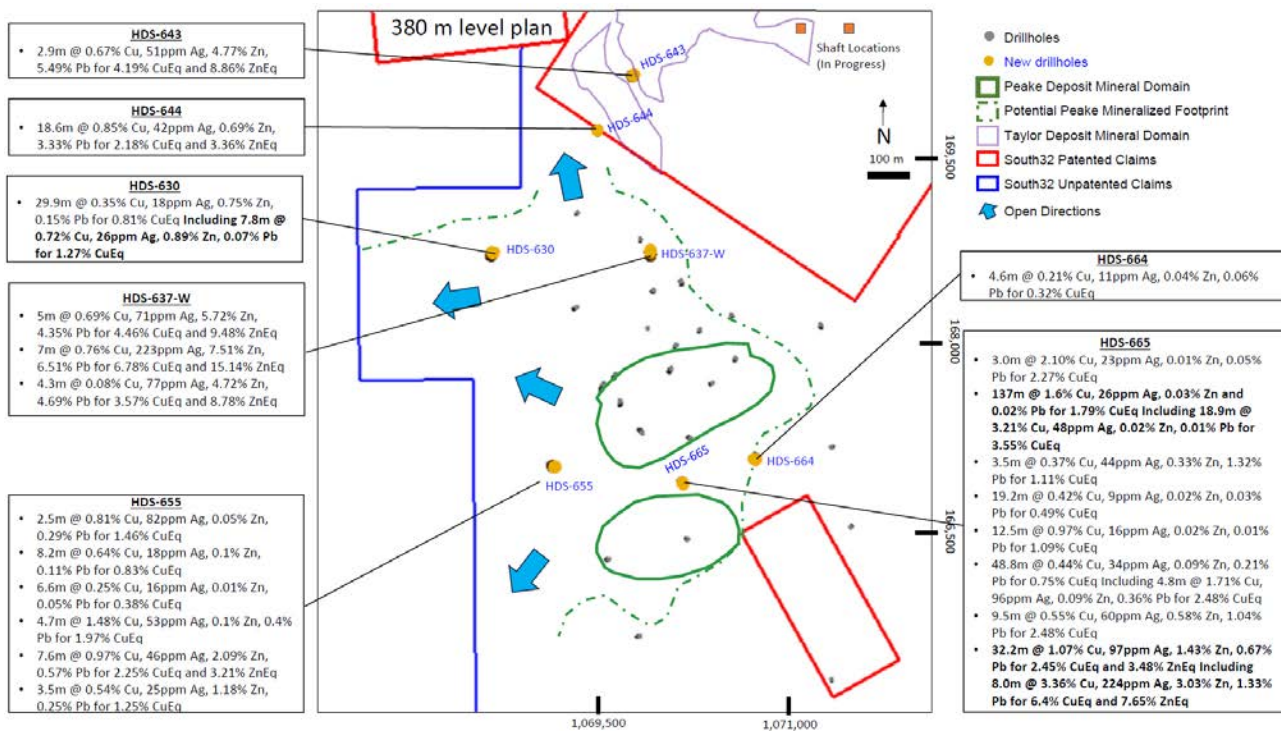 HDS-643
• 2.9m @ 0.67% Cu, 51ppm Ag, 4.77% Zn,
5.49% Pb for 4.19% CuEq and 8.86% ZnEq
HDS-644
• 18.6m @ 0.85% Cu, 42ppm Ag, 0.69% Zn,
3.33% Pb for 2.18% CuEq and 3.36% ZnEq
HDS-630
• 29.9m @ 0.35% Cu, 18ppm Ag, 0.75% Zn,
0.15% Pb for 0.81% CuEq Including 7.8m @
0.72% Cu, 26ppm Ag, 0.89% Zn, 0.07% Pb
for 1.27% CuEq
HDS-637-W
• 5m @ 0.69% Cu, 71ppm Ag, 5.72% Zn,
4.35% Pb for 4.46% CuEq and 9.48% ZnEq
• 7m @ 0.76% Cu, 223ppm Ag, 7.51% Zn,
6.51% Pb for 6.78% CuEq and 15.14% ZnEq
• 4.3m @ 0.08% Cu, 77ppm Ag, 4.72% Zn,
4.69% Pb for 3.57% CuEq and 8.78% ZnEq
HDS-655
• 2.5m @ 0.81% Cu, 82ppm Ag, 0.05% Zn,
0.29% Pb for 1.46% CuEq
• 8.2m @ 0.64% Cu, 18ppm Ag, 0.1% Zn,
0.11% Pb for 0.83% CuEq
• 6.6m @ 0.25% Cu, 16ppm Ag, 0.01% Zn,
0.05% Pb for 0.38% CuEq
• 4.7m @ 1.48% Cu, 53ppm Ag, 0.1% Zn, 0.4%
Pb for 1.97% CuEq
• 7.6m @ 0.97% Cu, 46ppm Ag, 2.09% Zn,
0.57% Pb for 2.25% CuEq and 3.21% ZnEq
• 3.5m @ 0.54% Cu, 25ppm Ag, 1.18% Zn,
0.25% Pb for 1.25% CuEq
380 m level plan
Shaft Locations
(In Progress)
HDS-643
HDS-644
N
100 m
HDS-630
HDS-637-W
HDS-665
HDS-664
HDS-655
169,500
168,000
166,500
1,069,500
1,071,000
Drillholes
New drillholes
Peake Deposit Mineral Domain
Potential Peake Mineralized Footprint
Taylor Deposit Mineral Domain
South32 Patented Claims
South32 Unpatented Claims
Open Directions
HDS-664
• 4.6m @ 0.21% Cu, 11ppm Ag, 0.04% Zn, 0.06%
Pb for 0.32% CuEq
HDS-665
• 3.0m @ 2.10% Cu, 23ppm Ag, 0.01% Zn, 0.05%
Pb for 2.27% CuEq
• 137m @ 1.6% Cu, 26ppm Ag, 0.03% Zn and
0.02% Pb for 1.79% CuEq Including 18.9m @
3.21% Cu, 48ppm Ag, 0.02% Zn, 0.01% Pb for
3.55% CuEq
• 3.5m @ 0.37% Cu, 44ppm Ag, 0.33% Zn, 1.32%
Pb for 1.11% CuEq
• 19.2m @ 0.42% Cu, 9ppm Ag, 0.02% Zn, 0.03%
Pb for 0.49% CuEq
• 12.5m @ 0.97% Cu, 16ppm Ag, 0.02% Zn, 0.01%
Pb for 1.09% CuEq
• 48.8m @ 0.44% Cu, 34ppm Ag, 0.09% Zn, 0.21%
Pb for 0.75% CuEq Including 4.8m @ 1.71% Cu,
96ppm Ag, 0.09% Zn, 0.36% Pb for 2.48% CuEq
• 9.5m @ 0.55% Cu, 60ppm Ag, 0.58% Zn, 1.04%
Pb for 2.48% CuEq
• 32.2m @ 1.07% Cu, 97ppm Ag, 1.43% Zn, 0.67%
Pb for 2.45% CuEq and 3.48% ZnEq Including
8.0m @ 3.36% Cu, 224ppm Ag, 3.03% Zn, 1.33%
Pb for 6.4% CuEq and 7.65% ZnEq